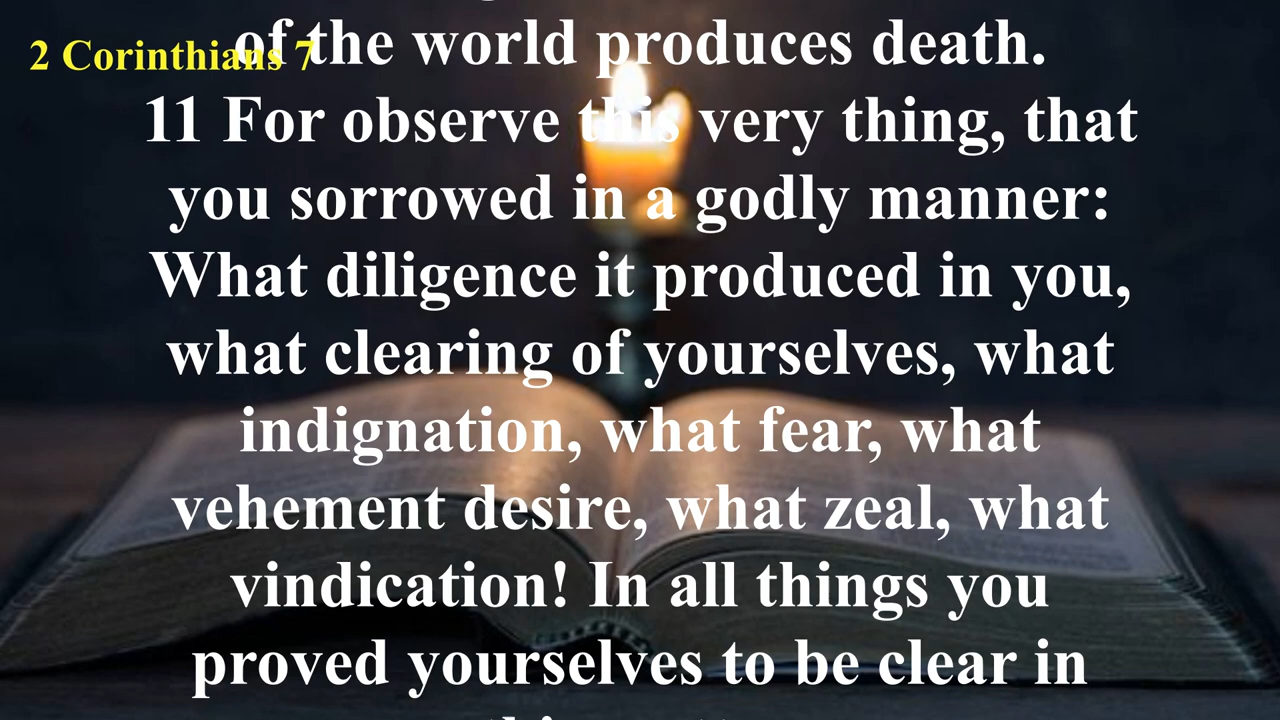 2 Corinthians 7
of the world produces death.
11 For observe this very thing, that
you sorrowed in a godly manner:
What diligence it produced in you,
what clearing of yourselves, what
indignation, what fear, what
vehement desire, what zeal, what
vindication! In all things you
proved yourselves to be clear in